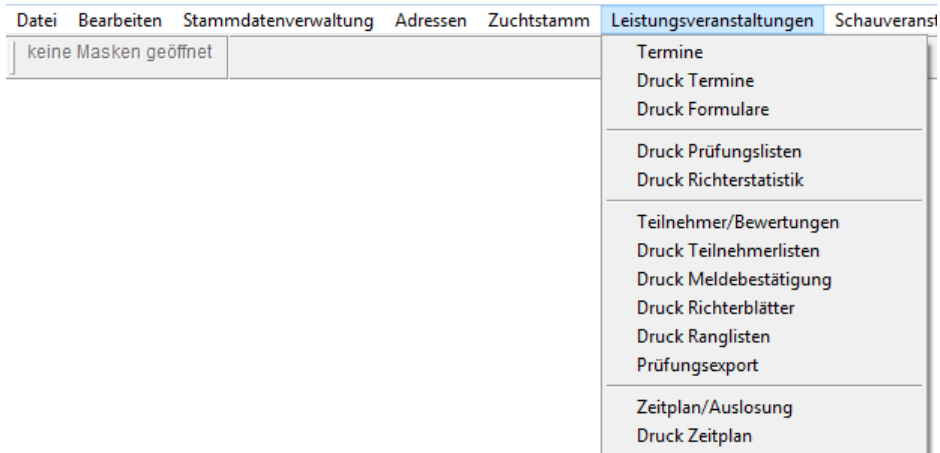 Datei Bearbeiten Stammdatenverwaltung Adressen Zuchtstamm Leistungsveranstaltungen Schauveranst
keine Masken geöffnet
Termine
Druck Termine
Druck Formulare
Druck Prüfungslisten
Druck Richterstatistik
Teilnehmer/Bewertungen
Druck Teilnehmerlisten
Druck Meldebestätigung
Druck Richterblätter
Druck Ranglisten
Prüfungsexport
Zeitplan/Auslosung
Druck Zeitplan